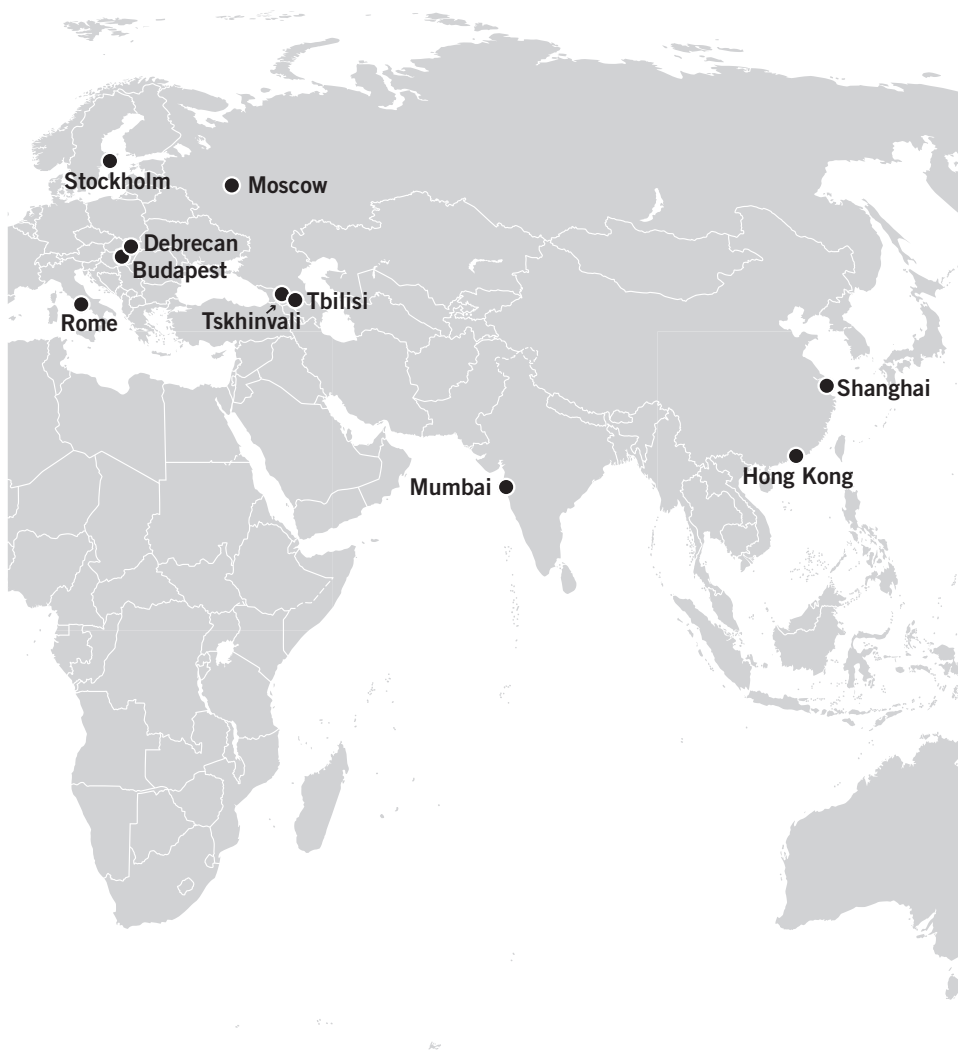 Stockholm
Moscow
Debrecan
Budapest
Tbilisi
Rome
Tskhinvali
Shanghai
Hong Kong
Mumbai